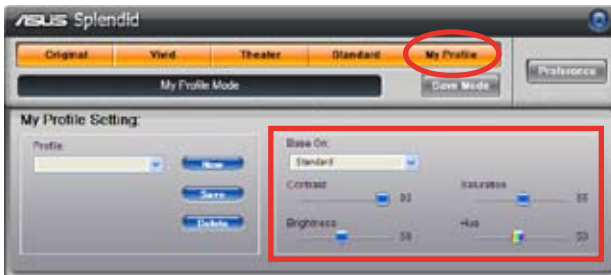 ASUS Splendid
Original Vivid Theater Standard My Profile
My Profile Mode
Save Mode
Preference
My Profile Setting:
Profile:
New
Save
Delete
Base On:
Standard
Contrast
Saturation
Brightness
Hue
50